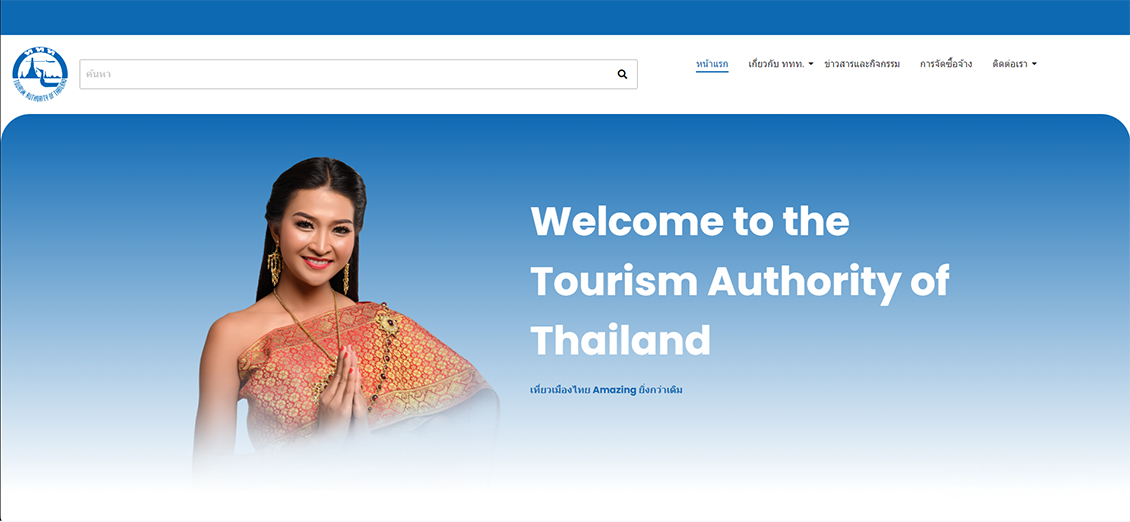 ททท
TOURISM AUTHORITY OF THAILAND
ค้นหา
หน้าแรก
เกี่ยวกับ ททท.
ข่าวสารและกิจกรรม
การจัดซื้อจ้าง
ติดต่อเรา
Welcome to the
Tourism Authority of
Thailand
เที่ยวเมืองไทย Amazing ยิ่งกว่าเดิม